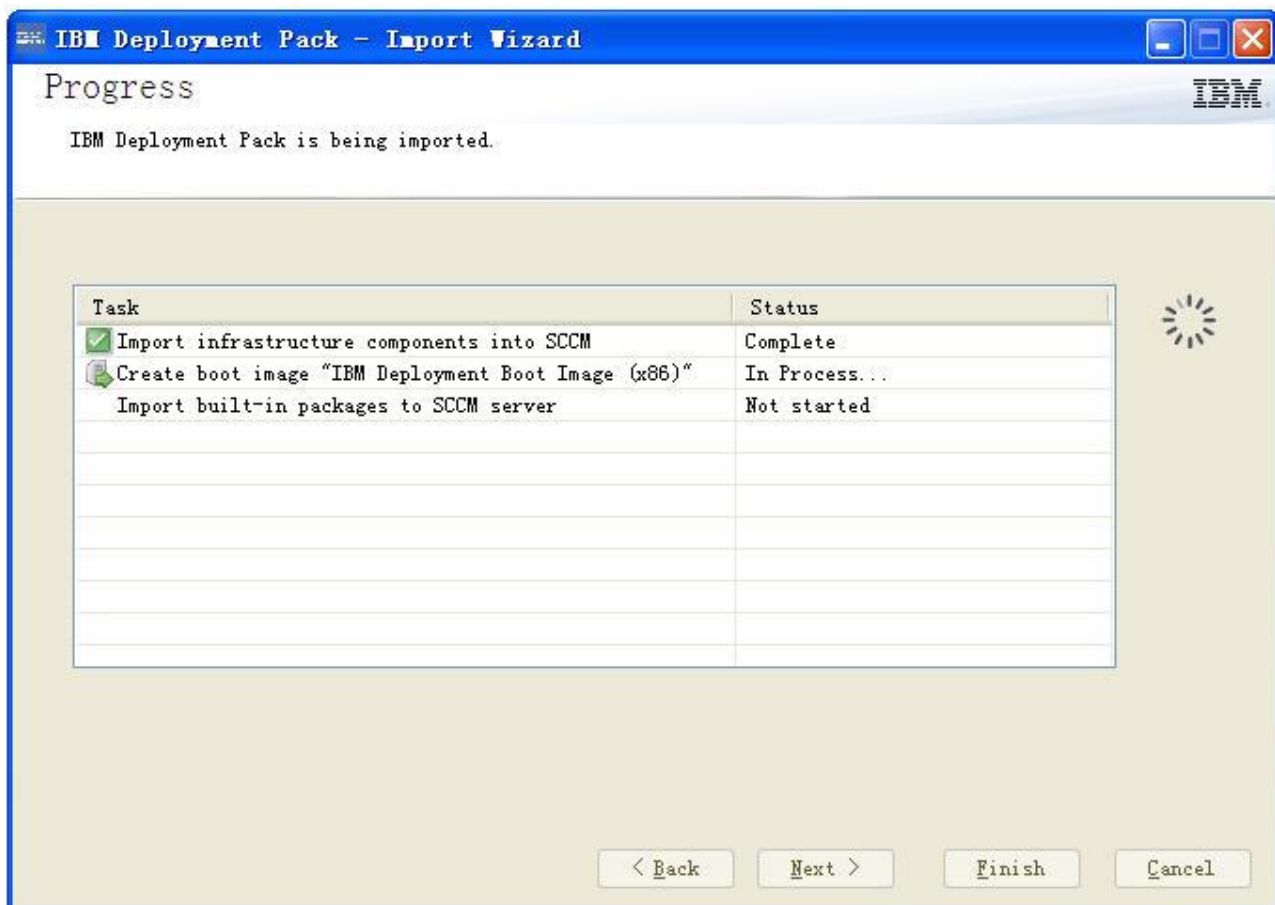 IBM IBM Deployment Pack - Import Wizard
Progress
IBM
IBM Deployment Pack is being imported.
Task Status
Import infrastructure components into SCCM Complete
Create boot image "IBM Deployment Boot Image (x86)" In Process...
Import built-in packages to SCCM server Not started
< Back Next > Finish Cancel